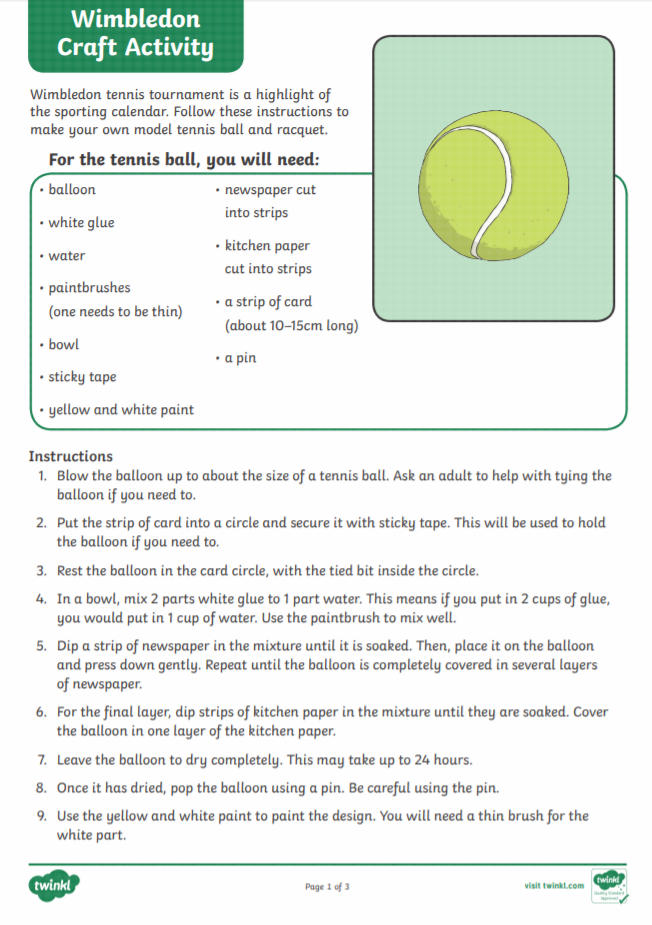 Wimbledon
Craft Activity
Wimbledon tennis tournament is a highlight of
the sporting calendar. Follow these instructions to
make your own model tennis ball and racquet.
For the tennis ball, you will need:
• balloon
• white glue
• water
• paintbrushes
(one needs to be thin)
• bowl
• sticky tape
• yellow and white paint
• newspaper cut
into strips
• kitchen paper
cut into strips
• a strip of card
(about 10–15cm long)
• a pin
Instructions
1. Blow the balloon up to about the size of a tennis ball. Ask an adult to help with tying the
balloon if you need to.
2. Put the strip of card into a circle and secure it with sticky tape. This will be used to hold
the balloon if you need to.
3. Rest the balloon in the card circle, with the tied bit inside the circle.
4. In a bowl, mix 2 parts white glue to 1 part water. This means if you put in 2 cups of glue,
you would put in 1 cup of water. Use the paintbrush to mix well.
5. Dip a strip of newspaper in the mixture until it is soaked. Then, place it on the balloon
and press down gently. Repeat until the balloon is completely covered in several layers
of newspaper.
6. For the final layer, dip strips of kitchen paper in the mixture until they are soaked. Cover
the balloon in one layer of the kitchen paper.
7. Leave the balloon to dry completely. This may take up to 24 hours.
8. Once it has dried, pop the balloon using a pin. Be careful using the pin.
9. Use the yellow and white paint to paint the design. You will need a thin brush for the
white part.
twinkl
Page 1 of 3
visit twinkl.com
twinkl
Quality Standard
Approved